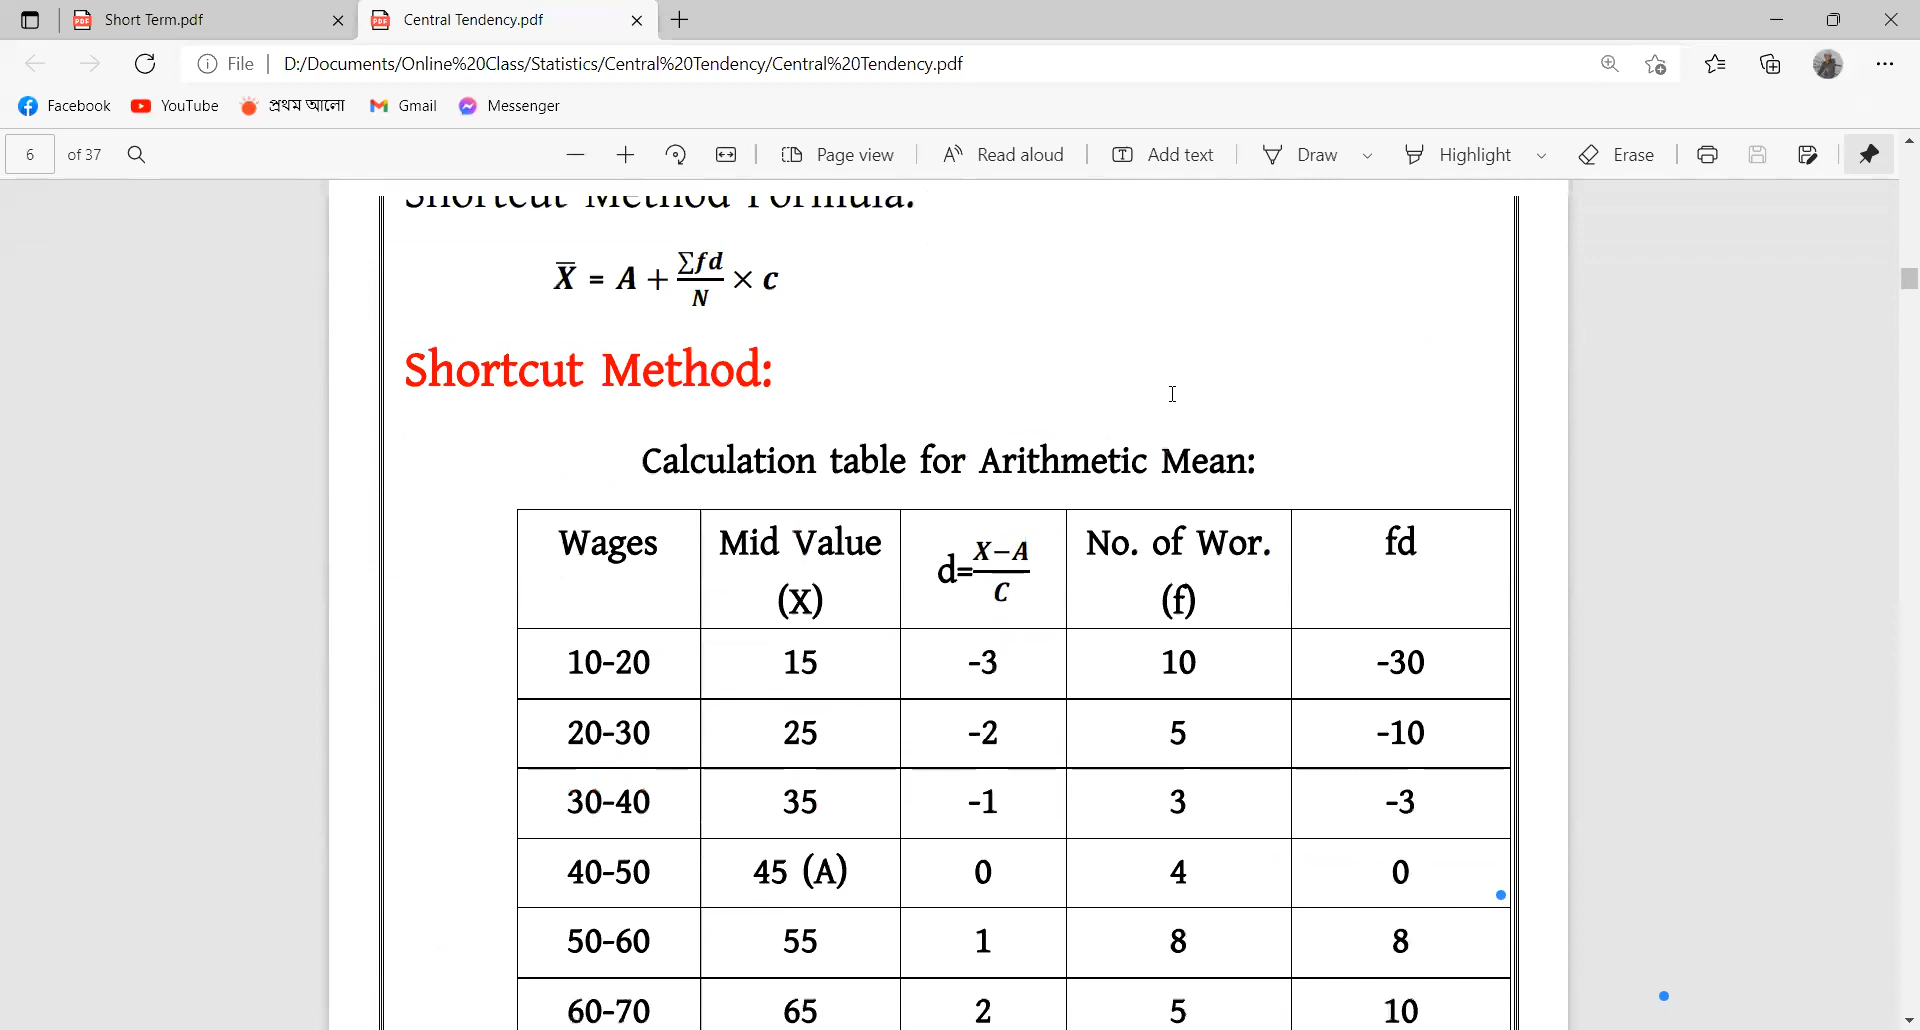 Short Term.pdf
Central Tendency.pdf
File D:/Documents/Online%20Class/Statistics/Central%20Tendency/Central%20Tendency.pdf
Facebook YouTube প্রথম আলো Gmail Messenger
6 of 37 Page view Read aloud Add text Draw Highlight Erase
Shortcut Method Formula:
X̅ = A + ∑fd/N × c
Shortcut Method:
Calculation table for Arithmetic Mean:
Wages Mid Value (X) d=X−A/C No. of Wor. (f) fd
10-20 15 -3 10 -30
20-30 25 -2 5 -10
30-40 35 -1 3 -3
40-50 45 (A) 0 4 0
50-60 55 1 8 8
60-70 65 2 5 10